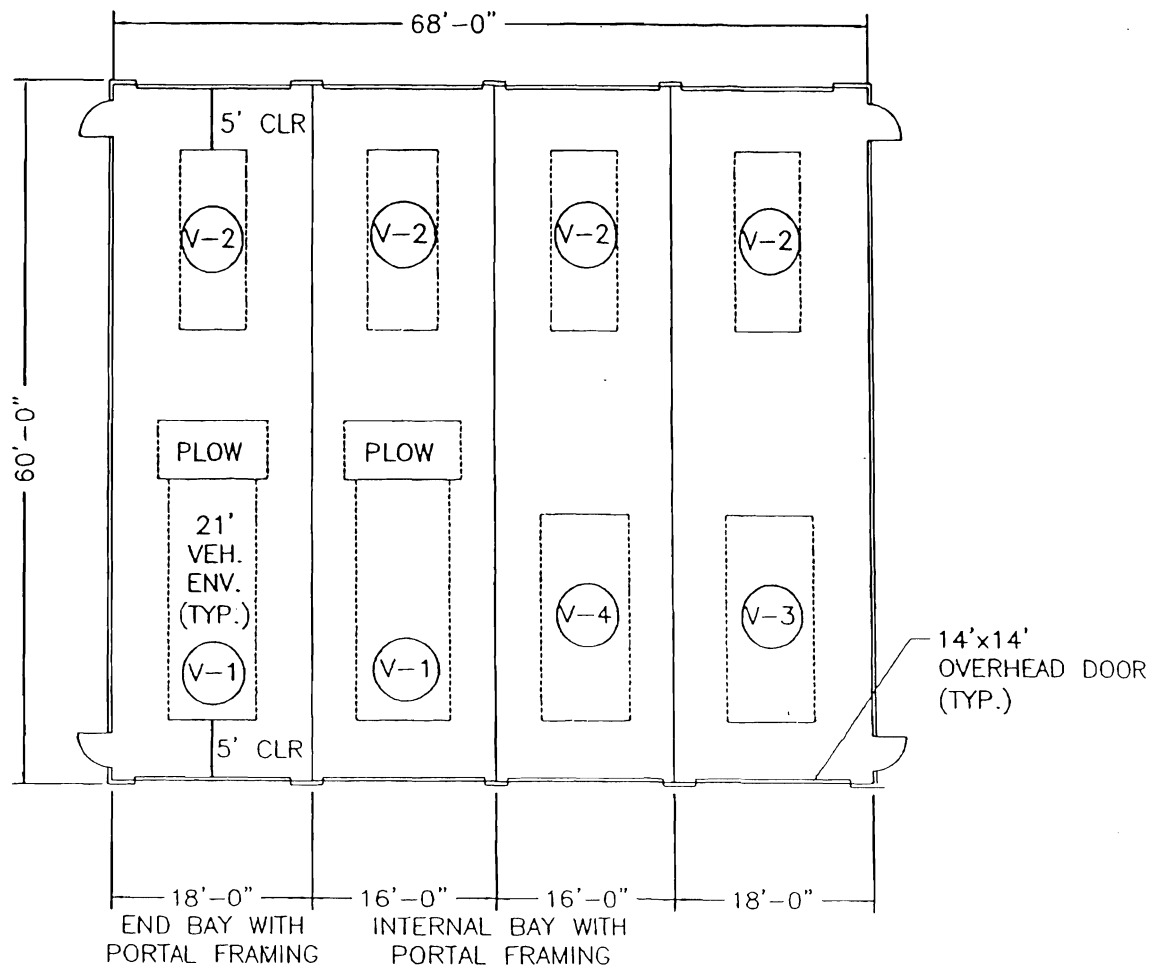 68'-0"
5' CLR
V-2
V-2
V-2
V-2
60'-0"
PLOW
PLOW
21'
VEH.
ENV.
(TYP.)
V-4
V-3
V-1
V-1
14'x14'
OVERHEAD DOOR
(TYP.)
5' CLR
18'-0"
16'-0"
16'-0"
18'-0"
END BAY WITH
PORTAL FRAMING
INTERNAL BAY WITH
PORTAL FRAMING